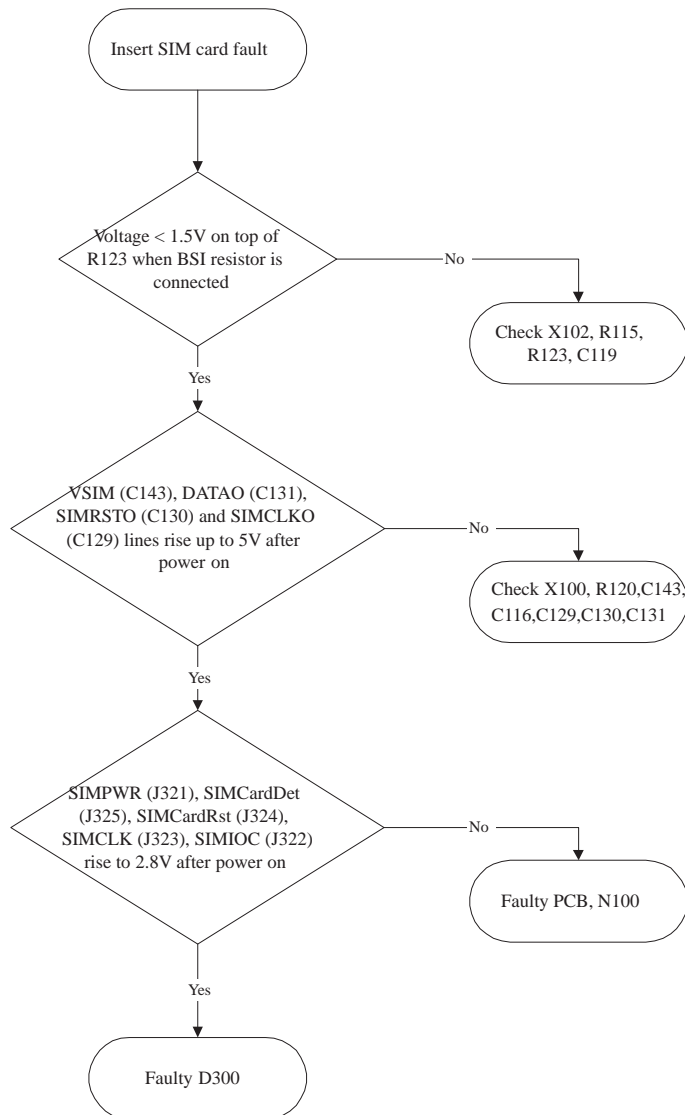 Insert SIM card fault
Voltage < 1.5V on top of
R123 when BSI resistor is
connected
No
Check X102, R115,
R123, C119
Yes
VSIM (C143), DATAO (C131),
SIMRSTO (C130) and SIMCLKO
(C129) lines rise up to 5V after
power on
No
Check X100, R120,C143,
C116,C129,C130,C131
Yes
SIMPWR (J321), SIMCardDet
(J325), SIMCardRst (J324),
SIMCLK (J323), SIMIOC (J322)
rise to 2.8V after power on
No
Faulty PCB, N100
Yes
Faulty D300